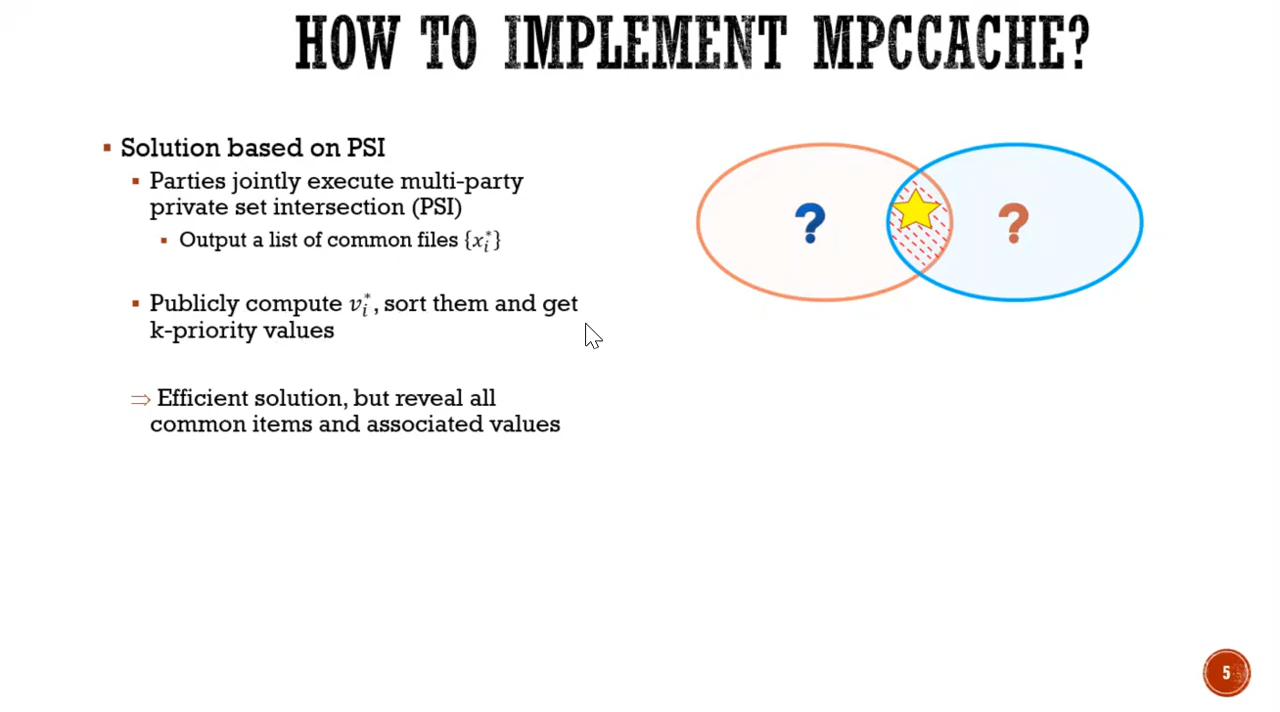 HOW TO IMPLEMENT MPCCACHE?
▪ Solution based on PSI
▪ Parties jointly execute multi-party
private set intersection (PSI)
▪ Output a list of common files {x_i^*}
▪ Publicly compute v_i^*, sort them and get
k-priority values
⇒ Efficient solution, but reveal all
common items and associated values
? ?
5